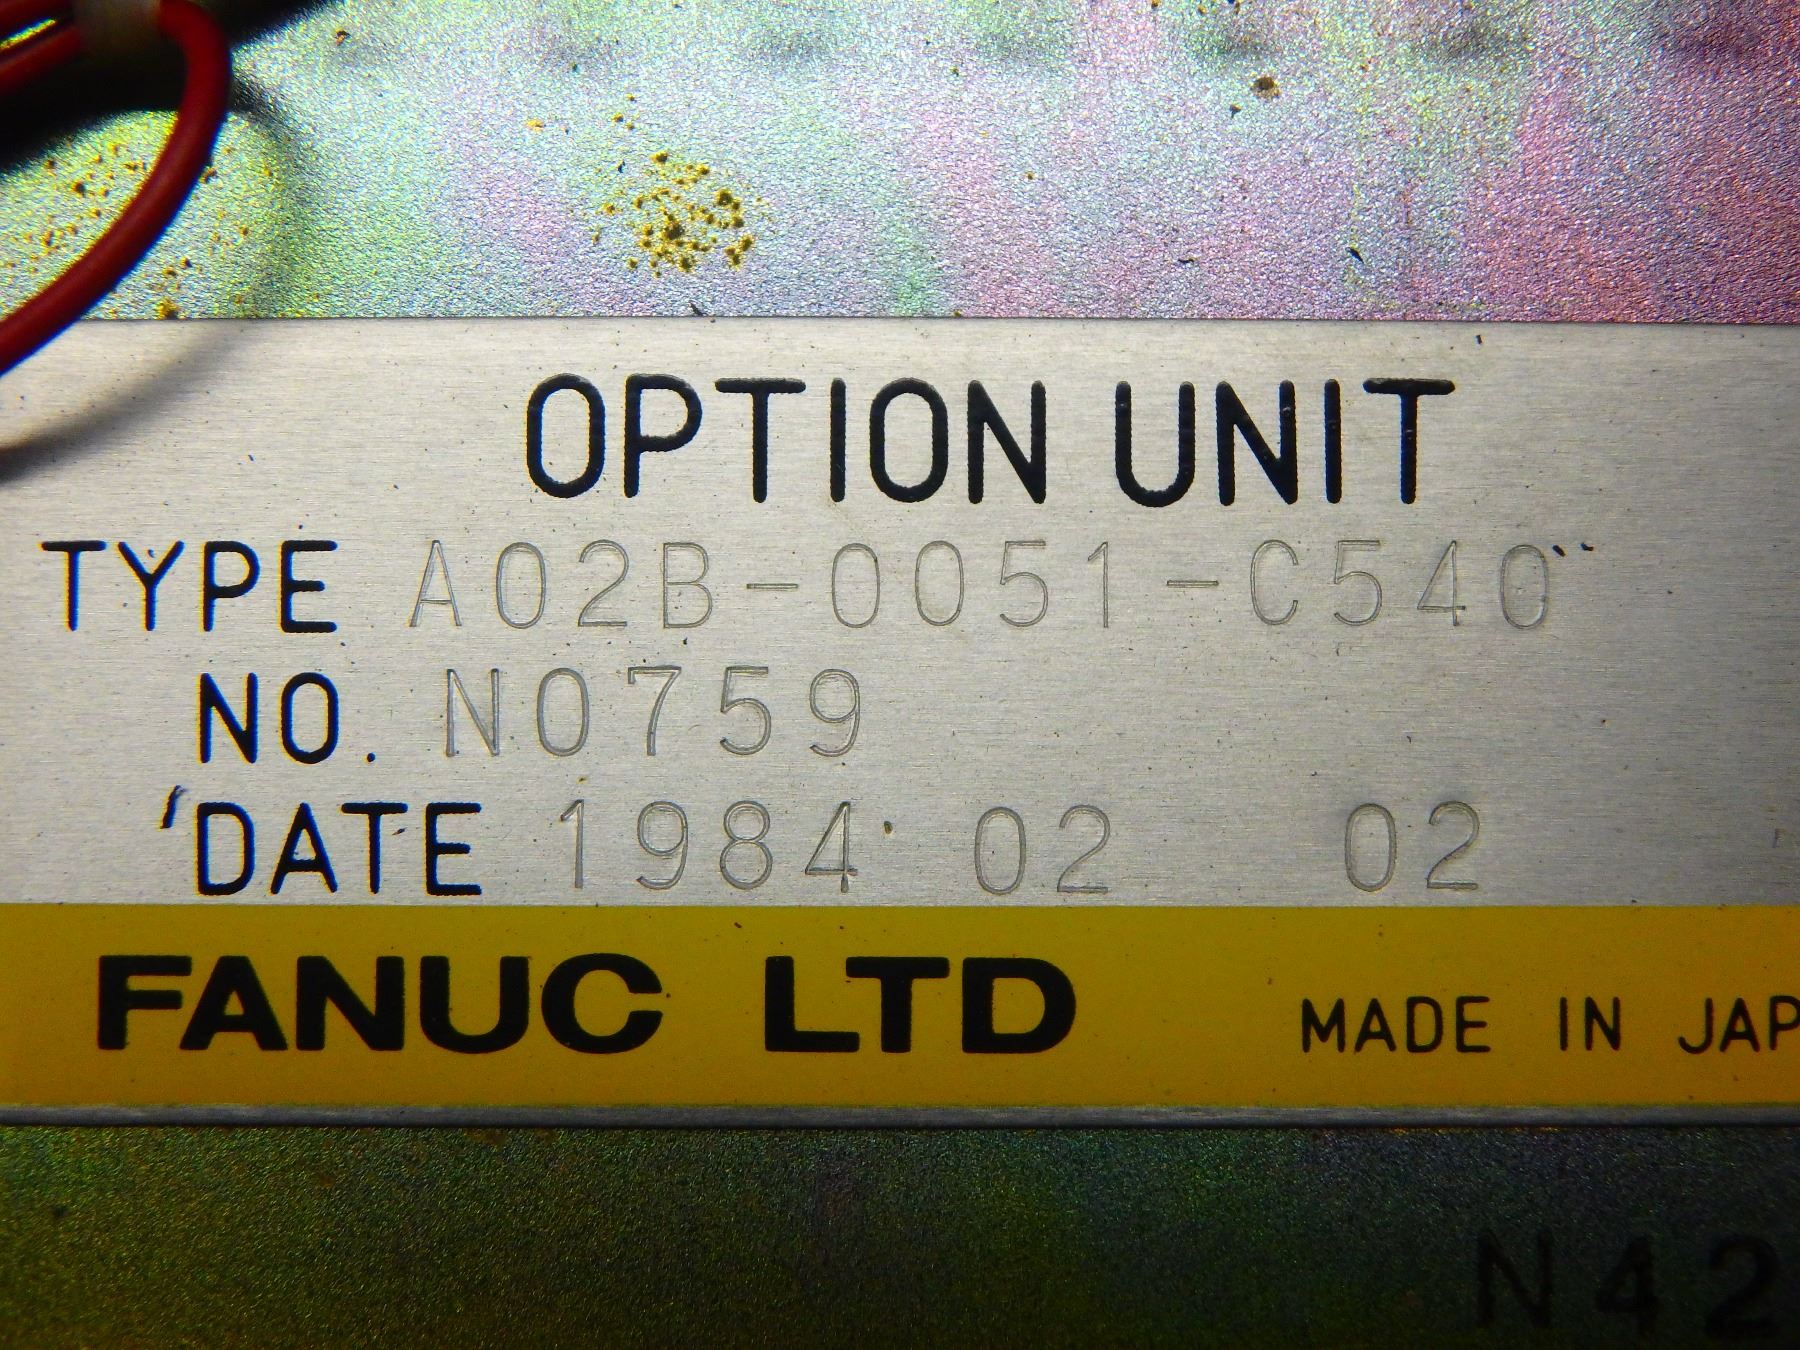 OPTION UNIT
TYPE A02B-0051-C540
NO. N0759
DATE 1984 02 02
FANUC LTD MADE IN JAP
N42